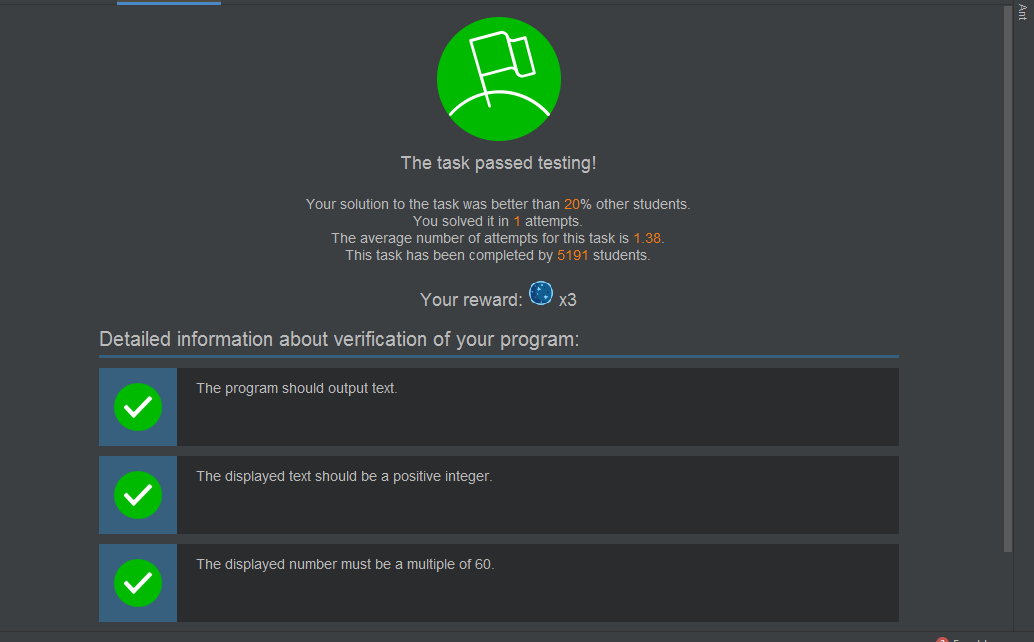 Ant
The task passed testing!
Your solution to the task was better than 20% other students.
You solved it in 1 attempts.
The average number of attempts for this task is 1.38.
This task has been completed by 5191 students.
Your reward: x3
Detailed information about verification of your program:
The program should output text.
The displayed text should be a positive integer.
The displayed number must be a multiple of 60.